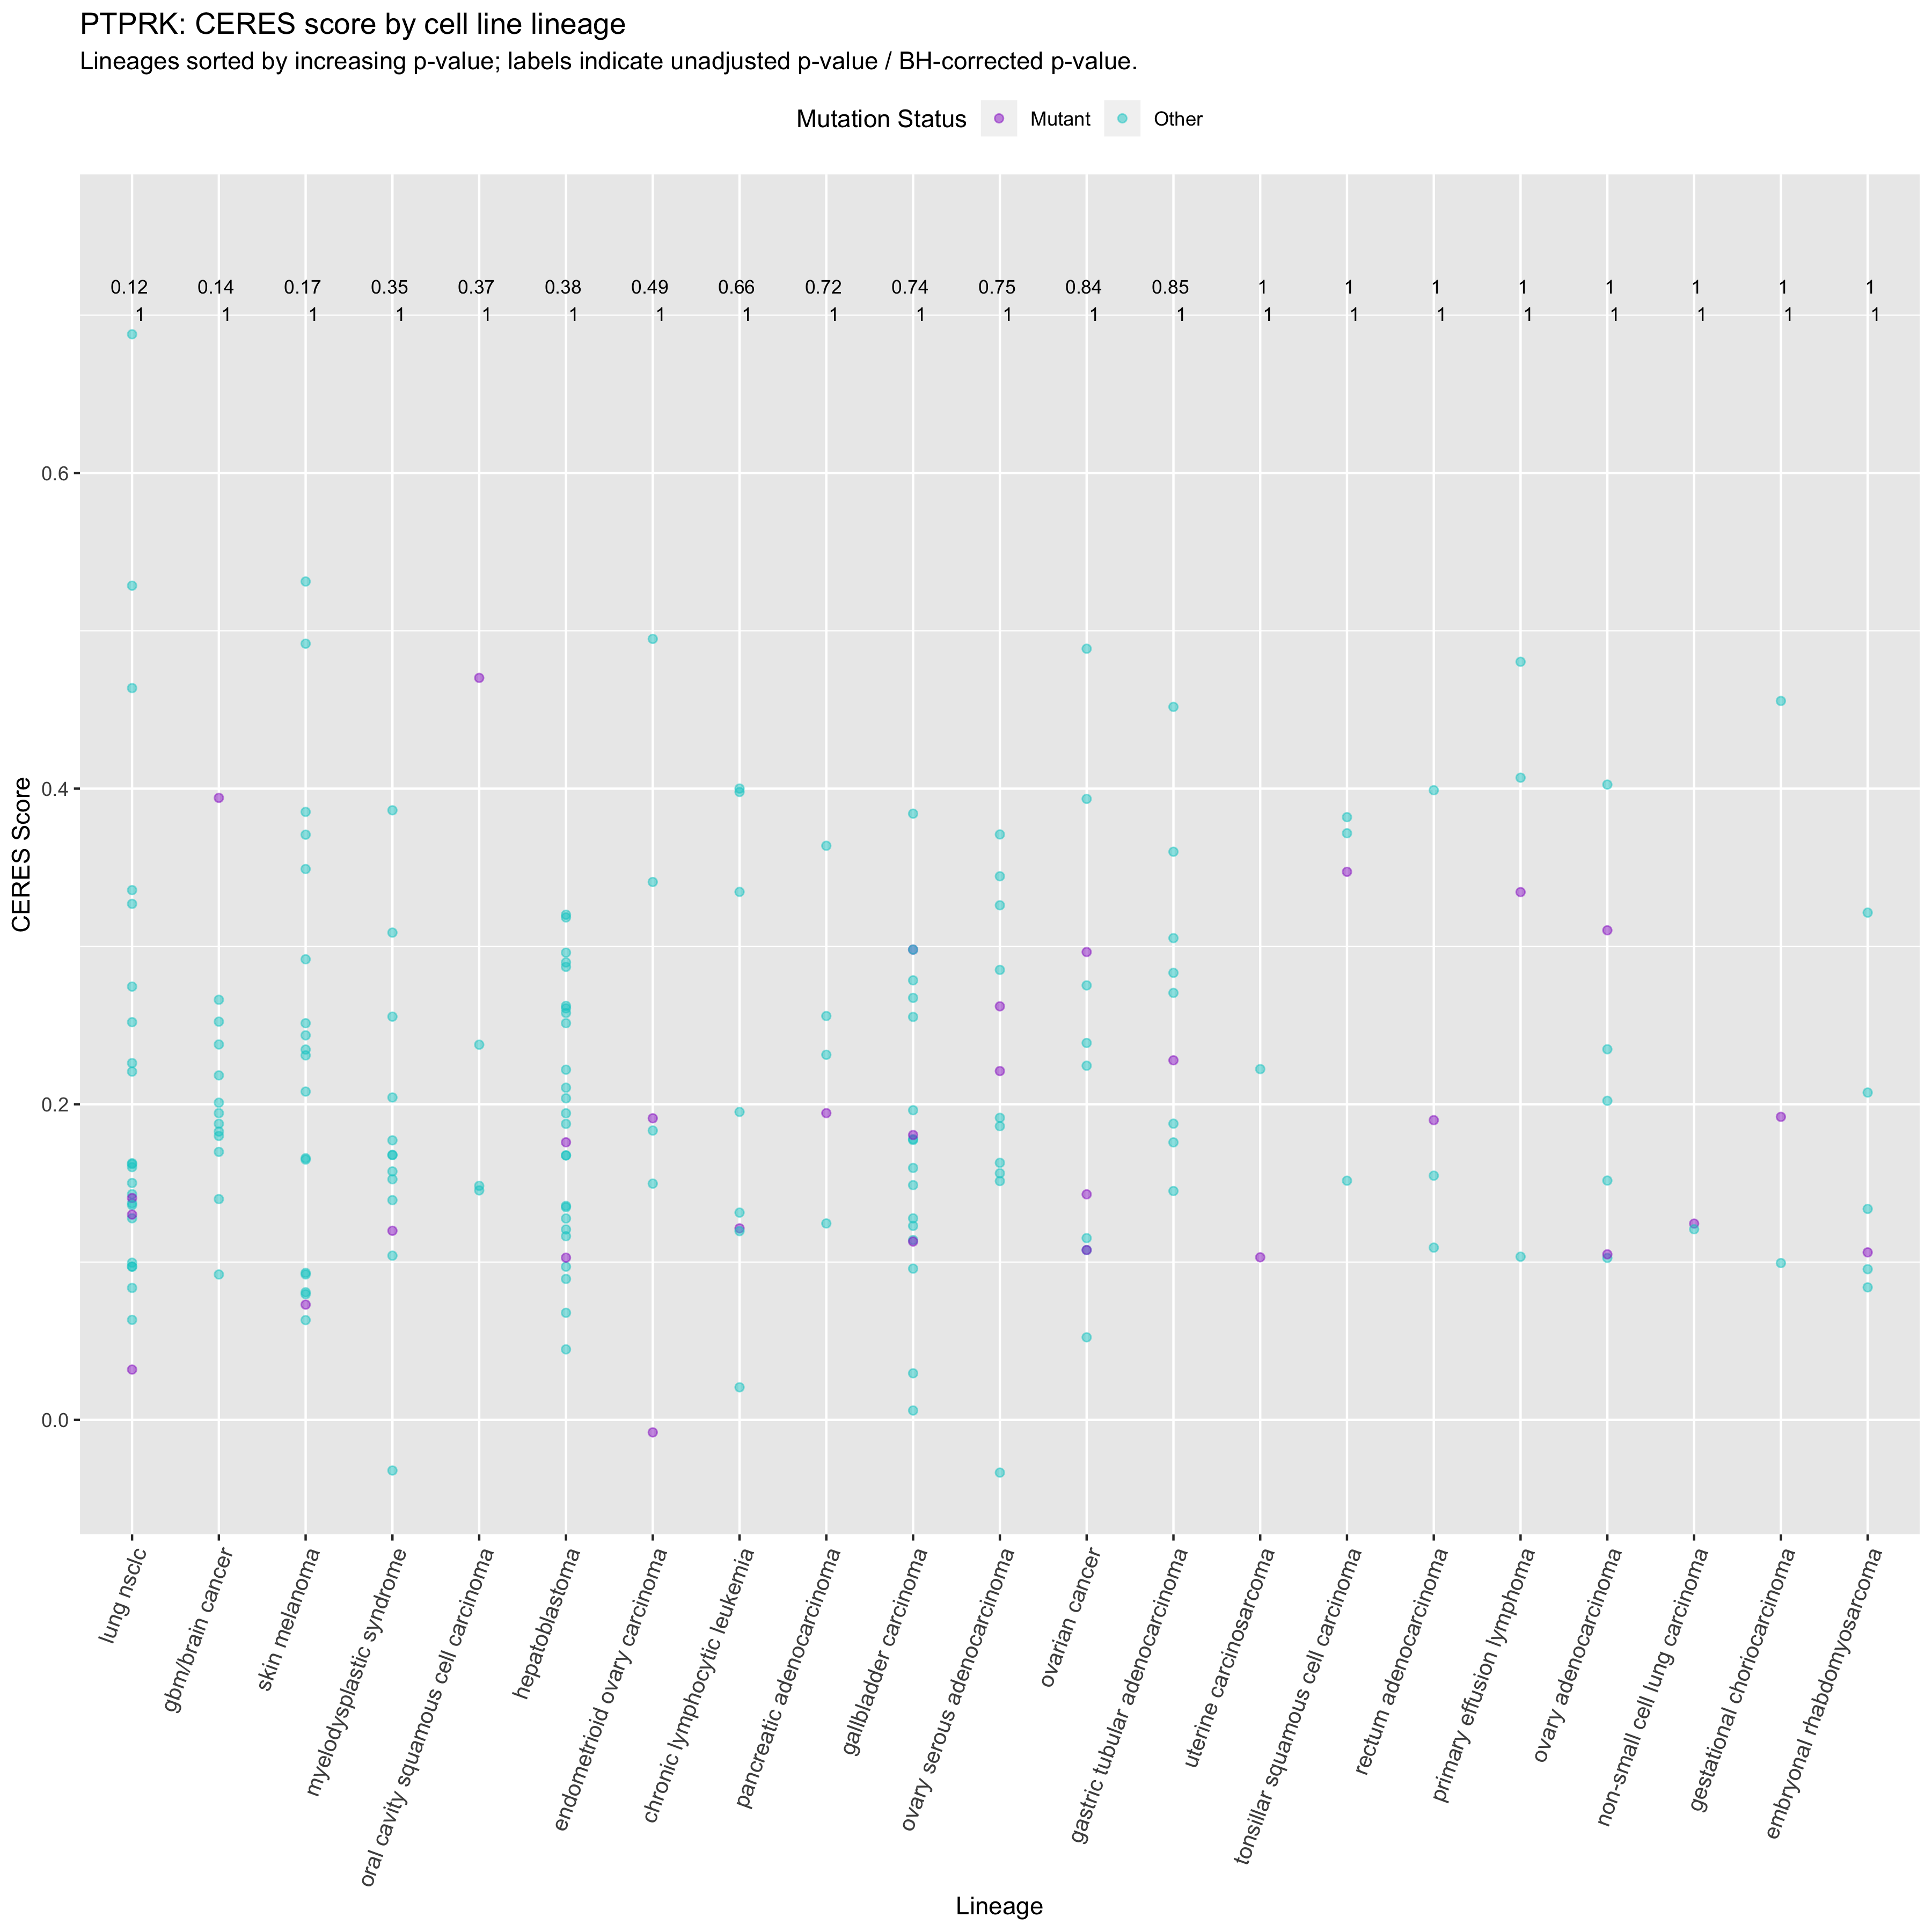 PTPRK: CERES score by cell line lineage
Lineages sorted by increasing p-value; labels indicate unadjusted p-value / BH-corrected p-value.
Mutation Status Mutant Other
0.12 0.14 0.17 0.35 0.37 0.38 0.49 0.66 0.72 0.74 0.75 0.84 0.85 1 1 1 1 1 1 1 1
1 1 1 1 1 1 1 1 1 1 1 1 1 1 1 1 1 1 1 1 1
0.6
0.4
0.2
0.0
CERES Score
lung nsclc
gbm/brain cancer
skin melanoma
myelodysplastic syndrome
oral cavity squamous cell carcinoma
hepatoblastoma
endometrioid ovary carcinoma
chronic lymphocytic leukemia
pancreatic adenocarcinoma
gallbladder carcinoma
ovary serous adenocarcinoma
ovarian cancer
gastric tubular adenocarcinoma
uterine carcinosarcoma
tonsillar squamous cell carcinoma
rectum adenocarcinoma
primary effusion lymphoma
ovary adenocarcinoma
non-small cell lung carcinoma
gestational choriocarcinoma
embryonal rhabdomyosarcoma
Lineage